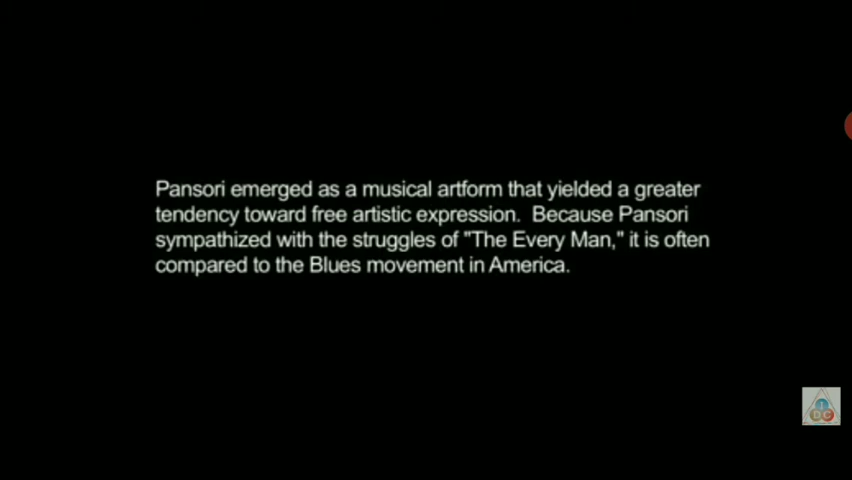 Pansori emerged as a musical artform that yielded a greater
tendency toward free artistic expression.  Because Pansori
sympathized with the struggles of "The Every Man," it is often
compared to the Blues movement in America.
I
DC